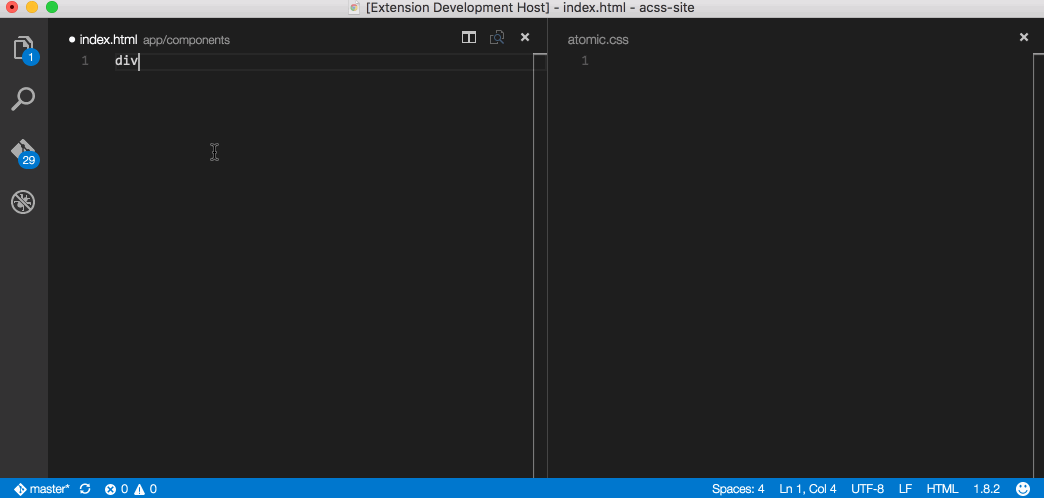 [Extension Development Host] - index.html - acss-site
● index.html app/components
atomic.css
1 div
1
1
29
master* 0 0 Spaces: 4 Ln 1, Col 4 UTF-8 LF HTML 1.8.2